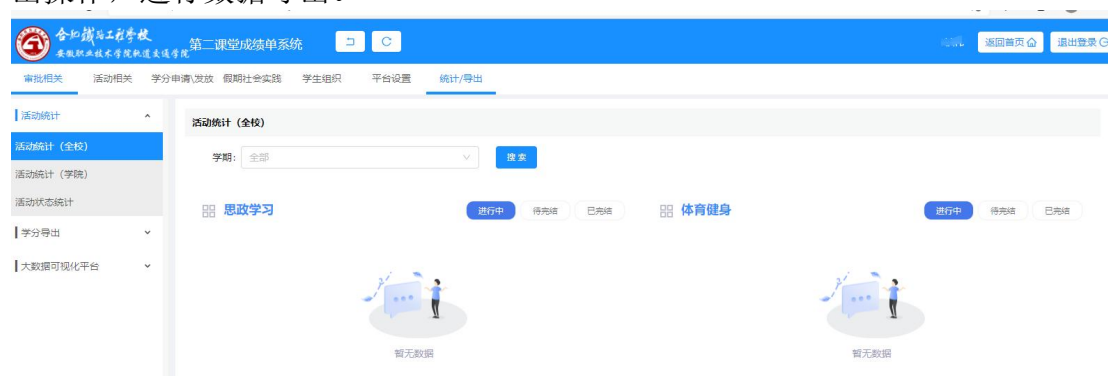 合肥铁路工程学校
安徽职业技术学院轨道交通学院
第二课堂成绩单系统
返回首页
退出登录
审批相关 活动相关 学分申请\发放 假期社会实践 学生组织 平台设置 统计/导出
活动统计
活动统计（全校）
活动统计（学院）
活动状态统计
学分导出
大数据可视化平台
活动统计（全校）
学期： 全部 搜索
思政学习 进行中 待完结 已完结
体育健身 进行中 待完结 已完结
暂无数据 暂无数据